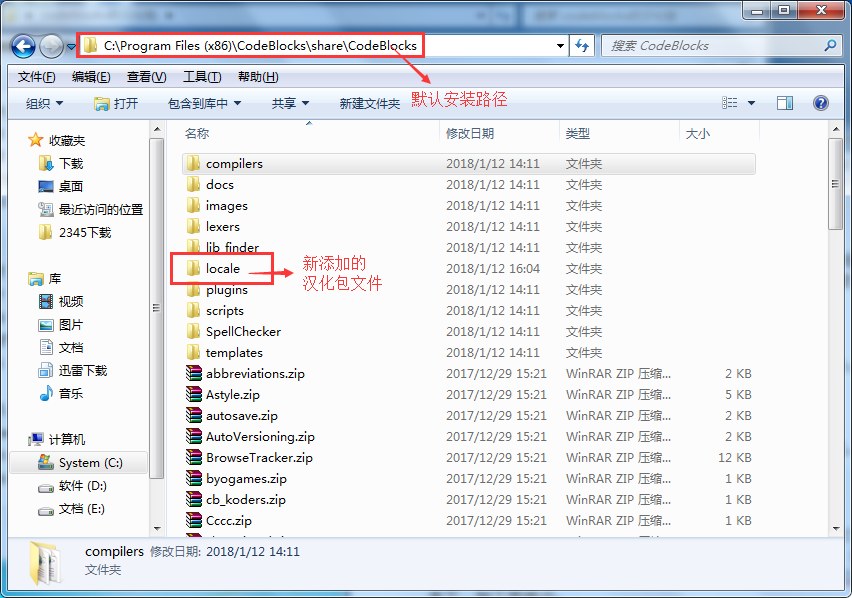 C:\Program Files (x86)\CodeBlocks\share\CodeBlocks
搜索 CodeBlocks
文件(F) 编辑(E) 查看(V) 工具(T) 帮助(H)
组织 打开 包含到库中 共享 新建文件夹
默认安装路径
名称 修改日期 类型 大小
收藏夹
下载
桌面
最近访问的位置
2345下载
库
视频
图片
文档
迅雷下载
音乐
计算机
System (C:)
软件 (D:)
文档 (E:)
compilers 2018/1/12 14:11 文件夹
docs 2018/1/12 14:11 文件夹
images 2018/1/12 14:11 文件夹
lexers 2018/1/12 14:11 文件夹
lib_finder 2018/1/12 14:11 文件夹
locale 2018/1/12 16:04 文件夹
新添加的
汉化包文件
plugins 2018/1/12 14:11 文件夹
scripts 2018/1/12 14:11 文件夹
SpellChecker 2018/1/12 14:11 文件夹
templates 2018/1/12 14:11 文件夹
abbreviations.zip 2017/12/29 15:21 WinRAR ZIP 压缩... 2 KB
Astyle.zip 2017/12/29 15:21 WinRAR ZIP 压缩... 5 KB
autosave.zip 2017/12/29 15:21 WinRAR ZIP 压缩... 2 KB
AutoVersioning.zip 2017/12/29 15:21 WinRAR ZIP 压缩... 2 KB
BrowseTracker.zip 2017/12/29 15:21 WinRAR ZIP 压缩... 12 KB
byogames.zip 2017/12/29 15:21 WinRAR ZIP 压缩... 1 KB
cb_koders.zip 2017/12/29 15:21 WinRAR ZIP 压缩... 1 KB
Cccc.zip 2017/12/29 15:21 WinRAR ZIP 压缩... 1 KB
compilers 修改日期: 2018/1/12 14:11
文件夹